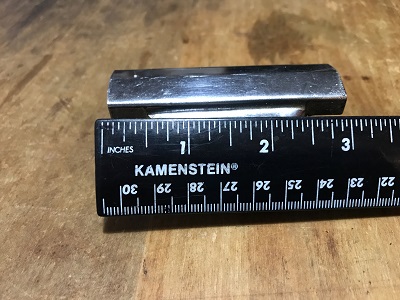 1 2 3
INCHES
KAMENSTEIN®
30 29 28 27 26 25 24 23 22